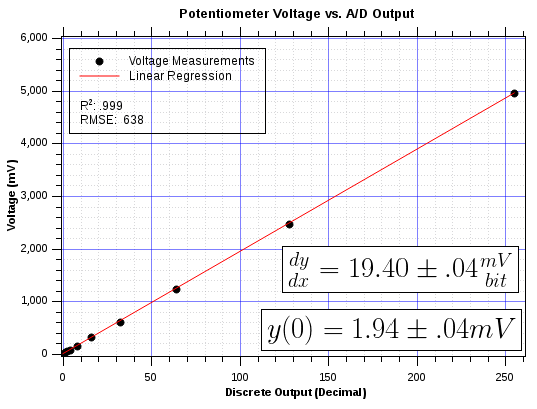 Potentiometer Voltage vs. A/D Output
6,000
5,000
4,000
3,000
2,000
1,000
0
Voltage (mV)
Voltage Measurements
Linear Regression
R²: .999
RMSE: 638
dy/dx = 19.40 ± .04 mV/bit
y(0) = 1.94 ± .04mV
0 50 100 150 200 250
Discrete Output (Decimal)